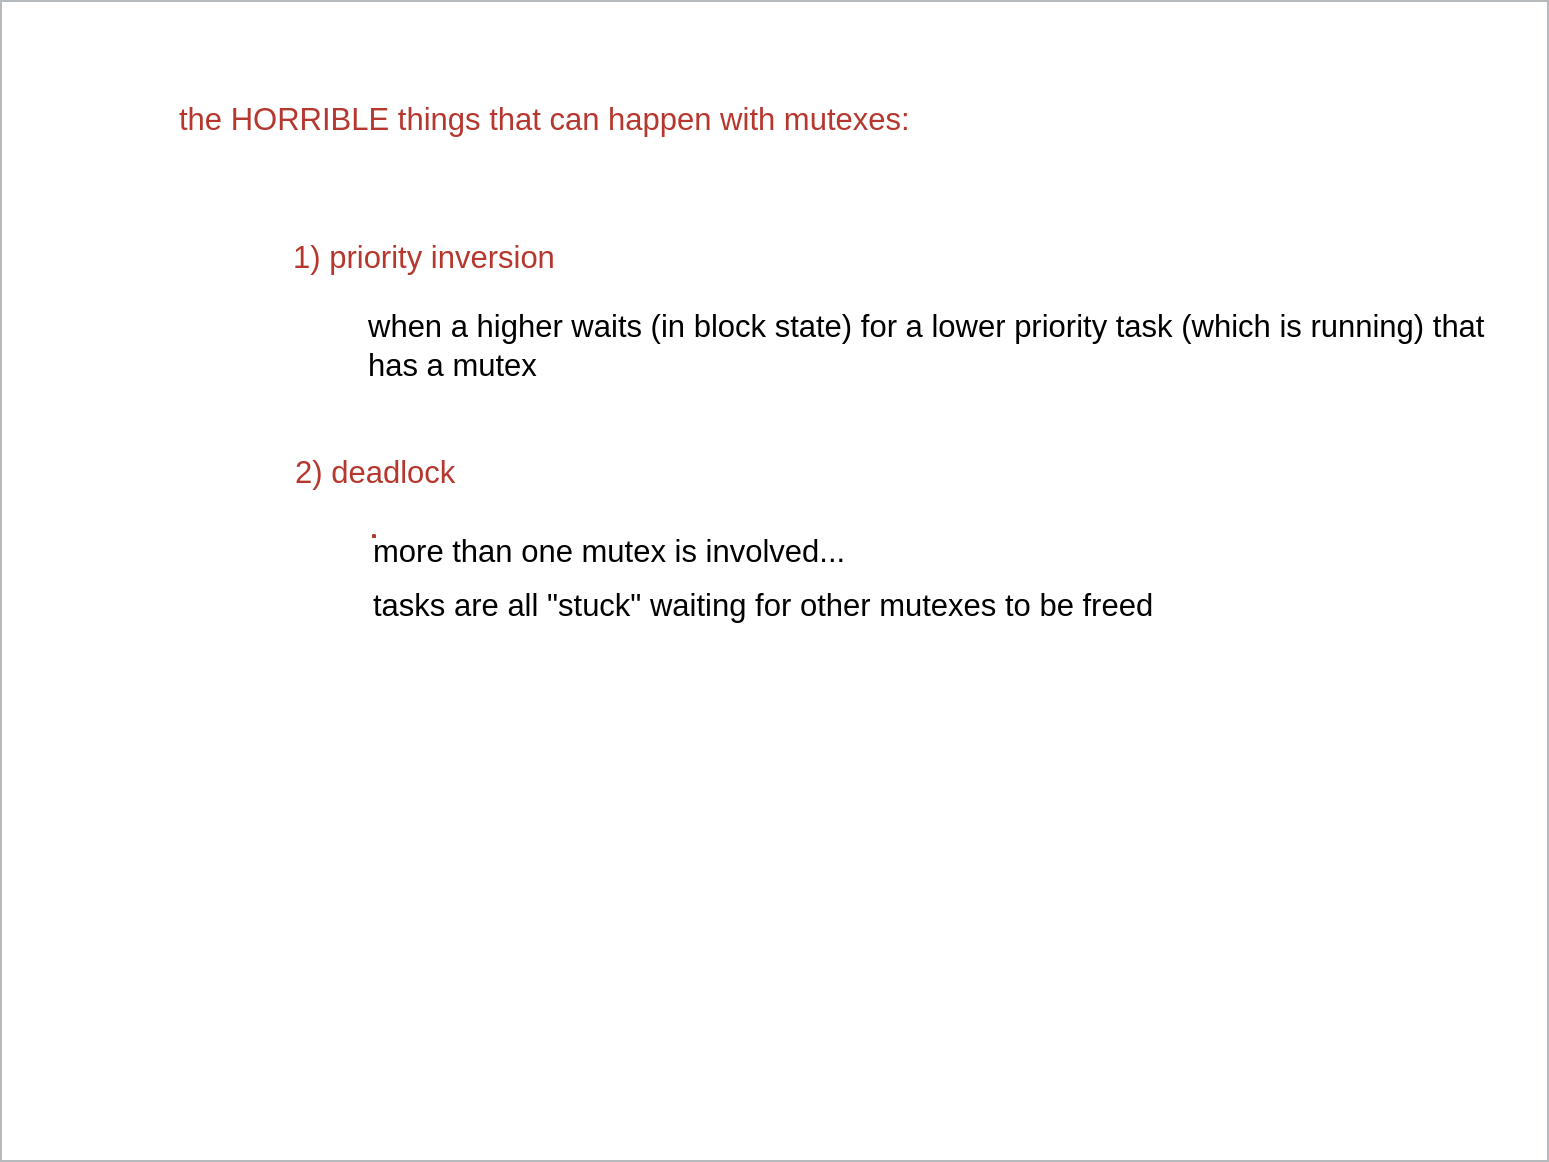 the HORRIBLE things that can happen with mutexes:
1) priority inversion
when a higher waits (in block state) for a lower priority task (which is running) that
has a mutex
2) deadlock
more than one mutex is involved...
tasks are all "stuck" waiting for other mutexes to be freed